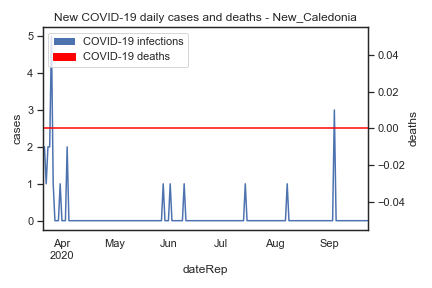 New COVID-19 daily cases and deaths - New_Caledonia
COVID-19 infections
COVID-19 deaths
5
4
3
2
1
0
cases
0.04
0.02
0.00
−0.02
−0.04
deaths
Apr May Jun Jul Aug Sep
2020
dateRep